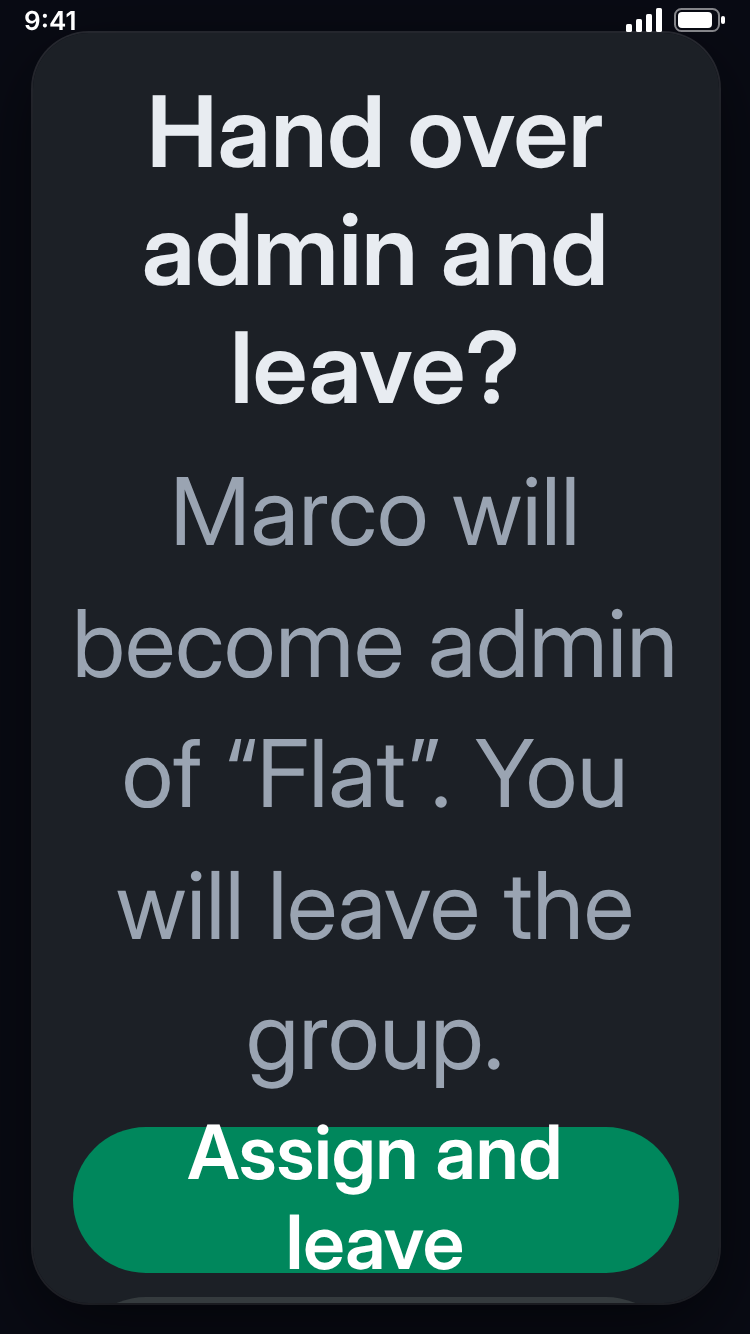 9:41
Hand over
admin and
leave?
Marco will
become admin
of “Flat”. You
will leave the
group.
Assign and
leave